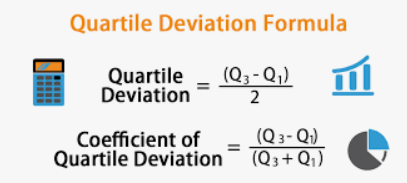 Quartile Deviation Formula
Quartile Deviation = (Q₃ - Q₁) / 2
Coefficient of Quartile Deviation = (Q₃ - Q₁) / (Q₃ + Q₁)